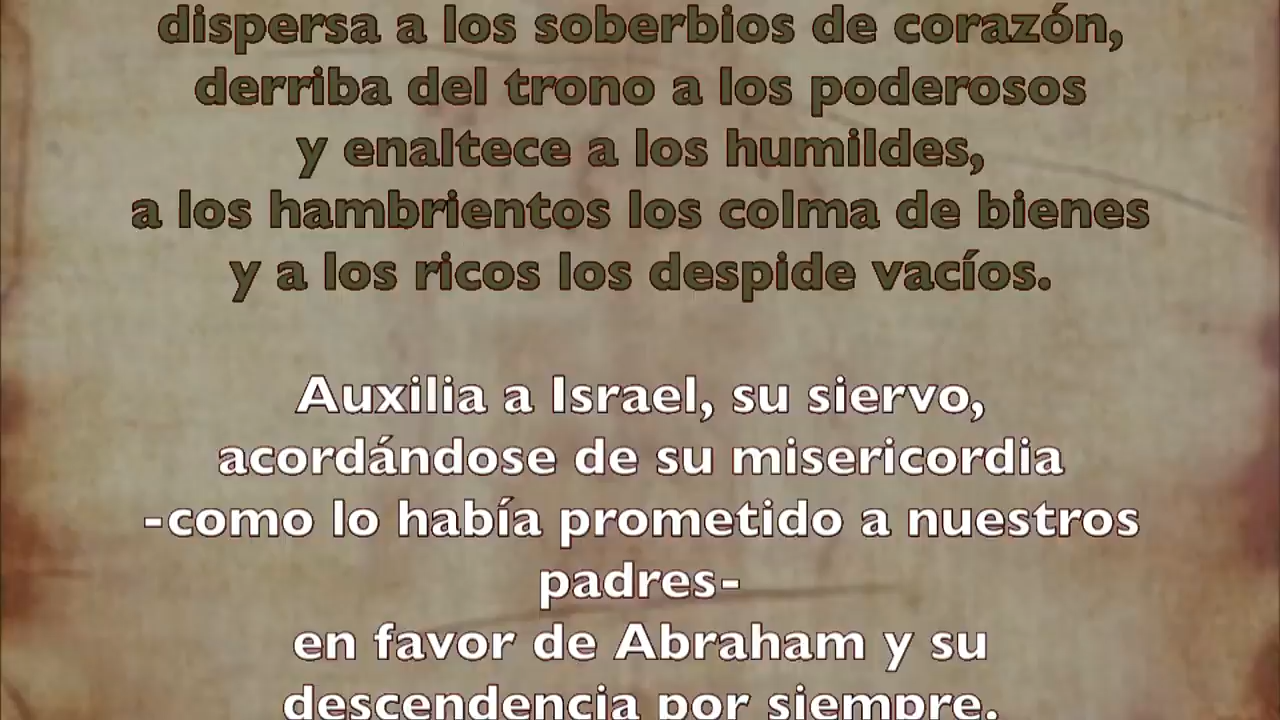 dispersa a los soberbios de corazón,
derriba del trono a los poderosos
y enaltece a los humildes,
a los hambrientos los colma de bienes
y a los ricos los despide vacíos.
Auxilia a Israel, su siervo,
acordándose de su misericordia
-como lo había prometido a nuestros
padres-
en favor de Abraham y su
descendencia por siempre.